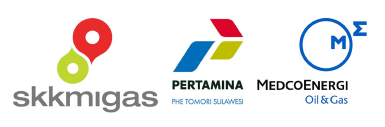 skkmigas
PERTAMINA
PHE TOMORI SULAWESI
M Σ
MEDCOENERGI
Oil & Gas